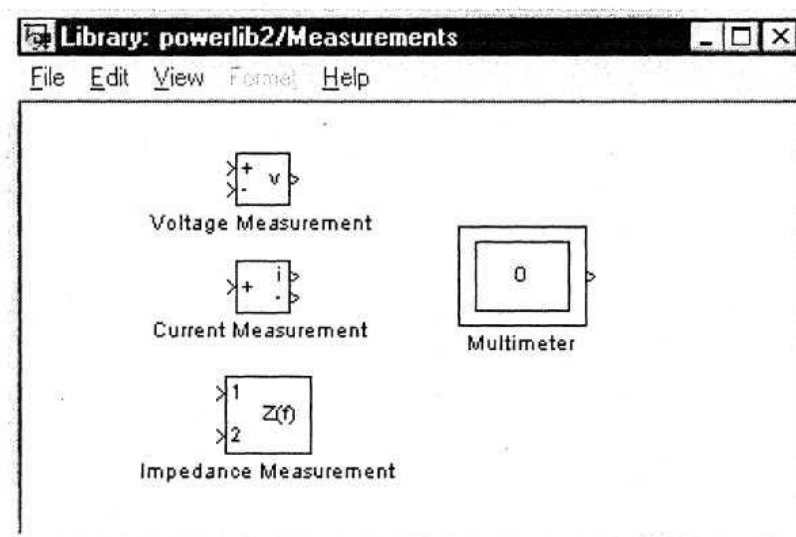 Library: powerlib2/Measurements
File Edit View Format Help
+
-
v
Voltage Measurement
+
i
-
Current Measurement
1
2
Z(f)
Impedance Measurement
0
Multimeter